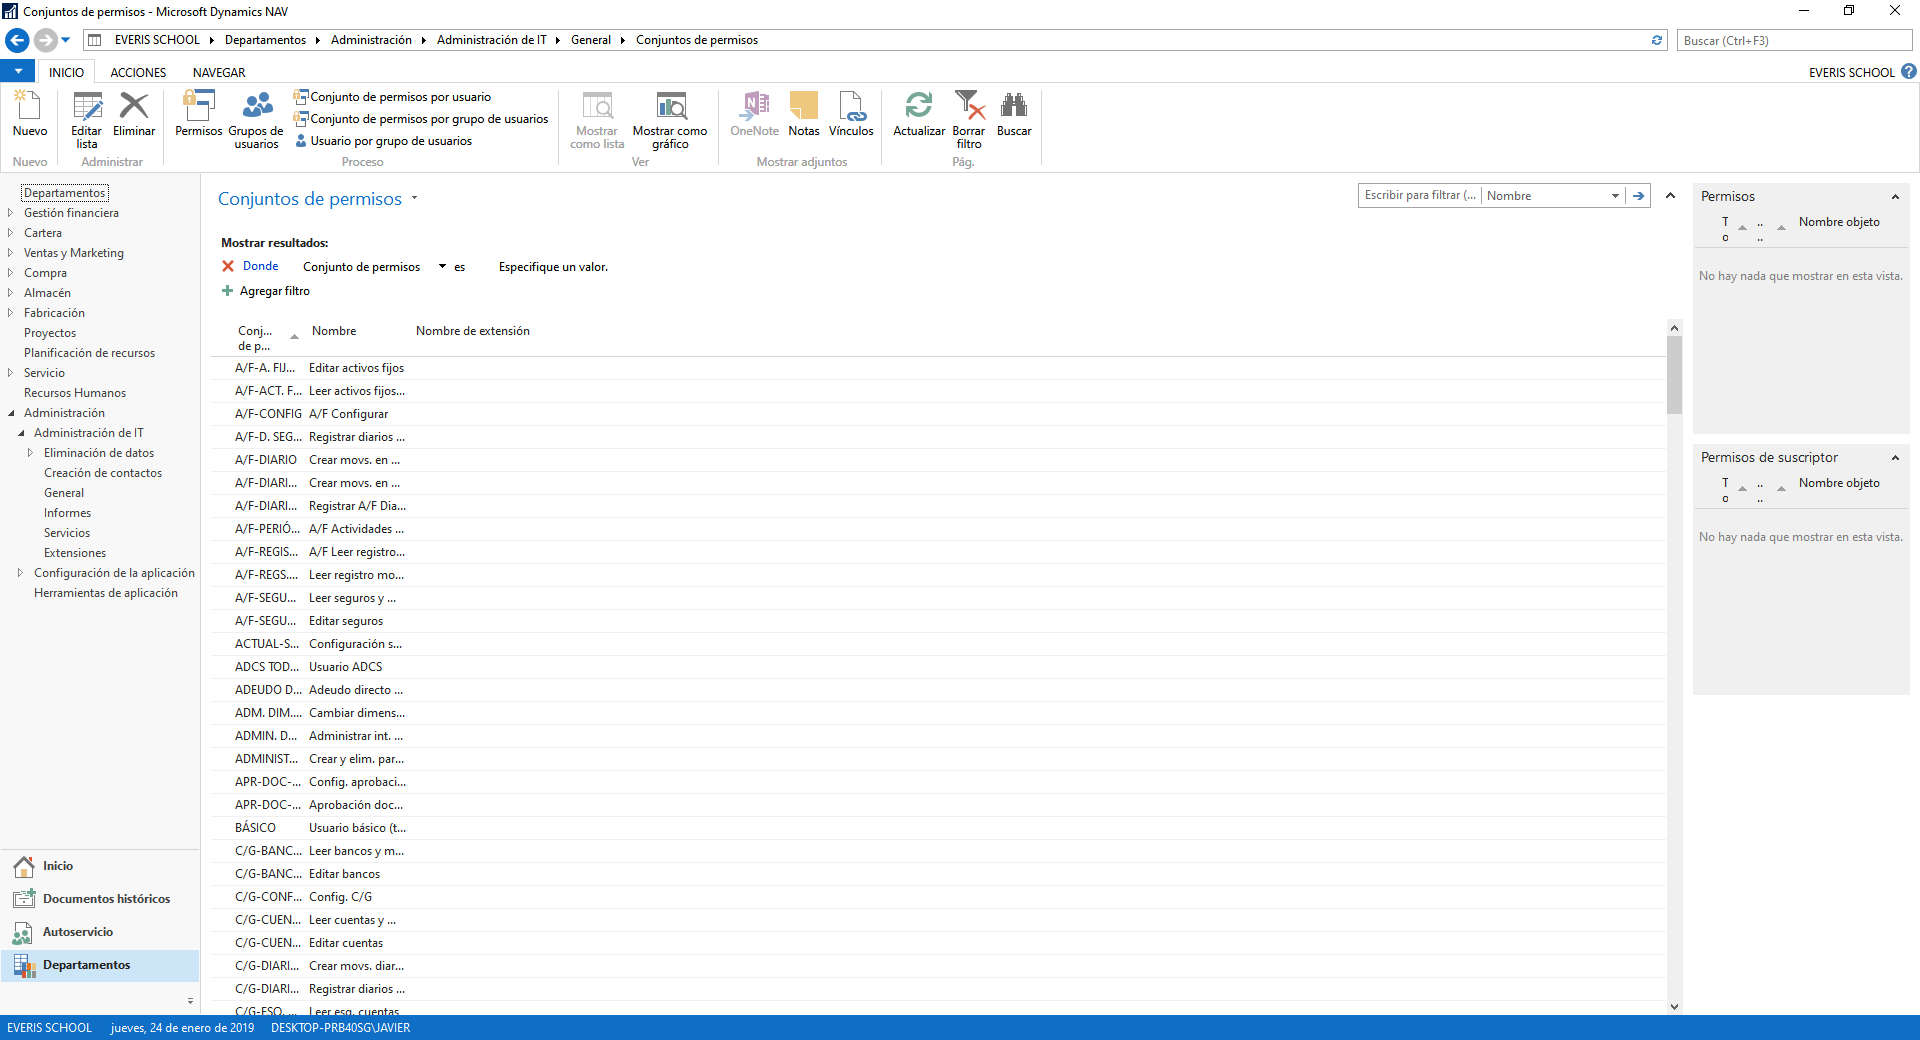 Conjuntos de permisos - Microsoft Dynamics NAV
EVERIS SCHOOL Departamentos Administración Administración de IT General Conjuntos de permisos
Buscar (Ctrl+F3)
INICIO ACCIONES NAVEGAR
EVERIS SCHOOL
Nuevo
Nuevo
Editar lista
Eliminar
Administrar
Permisos
Grupos de usuarios
Conjunto de permisos por usuario
Conjunto de permisos por grupo de usuarios
Usuario por grupo de usuarios
Proceso
Mostrar como lista
Mostrar como gráfico
Ver
OneNote
Notas
Vínculos
Mostrar adjuntos
Actualizar
Borrar filtro
Buscar
Pág.
Departamentos
Gestión financiera
Cartera
Ventas y Marketing
Compra
Almacén
Fabricación
Proyectos
Planificación de recursos
Servicio
Recursos Humanos
Administración
Administración de IT
Eliminación de datos
Creación de contactos
General
Informes
Servicios
Extensiones
Configuración de la aplicación
Herramientas de aplicación
Inicio
Documentos históricos
Autoservicio
Departamentos
Conjuntos de permisos
Escribir para filtrar (... Nombre
Mostrar resultados:
Donde Conjunto de permisos es Especifique un valor.
Agregar filtro
Conj... de p... Nombre Nombre de extensión
A/F-A. FIJ... Editar activos fijos
A/F-ACT. F... Leer activos fijos...
A/F-CONFIG A/F Configurar
A/F-D. SEG... Registrar diarios ...
A/F-DIARIO Crear movs. en ...
A/F-DIARI... Crear movs. en ...
A/F-DIARI... Registrar A/F Dia...
A/F-PERIÓ... A/F Actividades ...
A/F-REGIS... A/F Leer registro...
A/F-REGS.... Leer registro mo...
A/F-SEGU... Leer seguros y ...
A/F-SEGU... Editar seguros
ACTUAL-S... Configuración s...
ADCS TOD... Usuario ADCS
ADEUDO D... Adeudo directo ...
ADM. DIM.... Cambiar dimens...
ADMIN. D... Administrar int. ...
ADMINIST... Crear y elim. par...
APR-DOC-... Config. aprobaci...
APR-DOC-... Aprobación doc...
BÁSICO Usuario básico (t...
C/G-BANC... Leer bancos y m...
C/G-BANC... Editar bancos
C/G-CONF... Config. C/G
C/G-CUEN... Leer cuentas y ...
C/G-CUEN... Editar cuentas
C/G-DIARI... Crear movs. diar...
C/G-DIARI... Registrar diarios ...
C/G-ESQ. ... Leer esq. cuentas
Permisos
T o .. .. Nombre objeto
No hay nada que mostrar en esta vista.
Permisos de suscriptor
T o .. .. Nombre objeto
No hay nada que mostrar en esta vista.
EVERIS SCHOOL jueves, 24 de enero de 2019 DESKTOP-PRB40SG\JAVIER